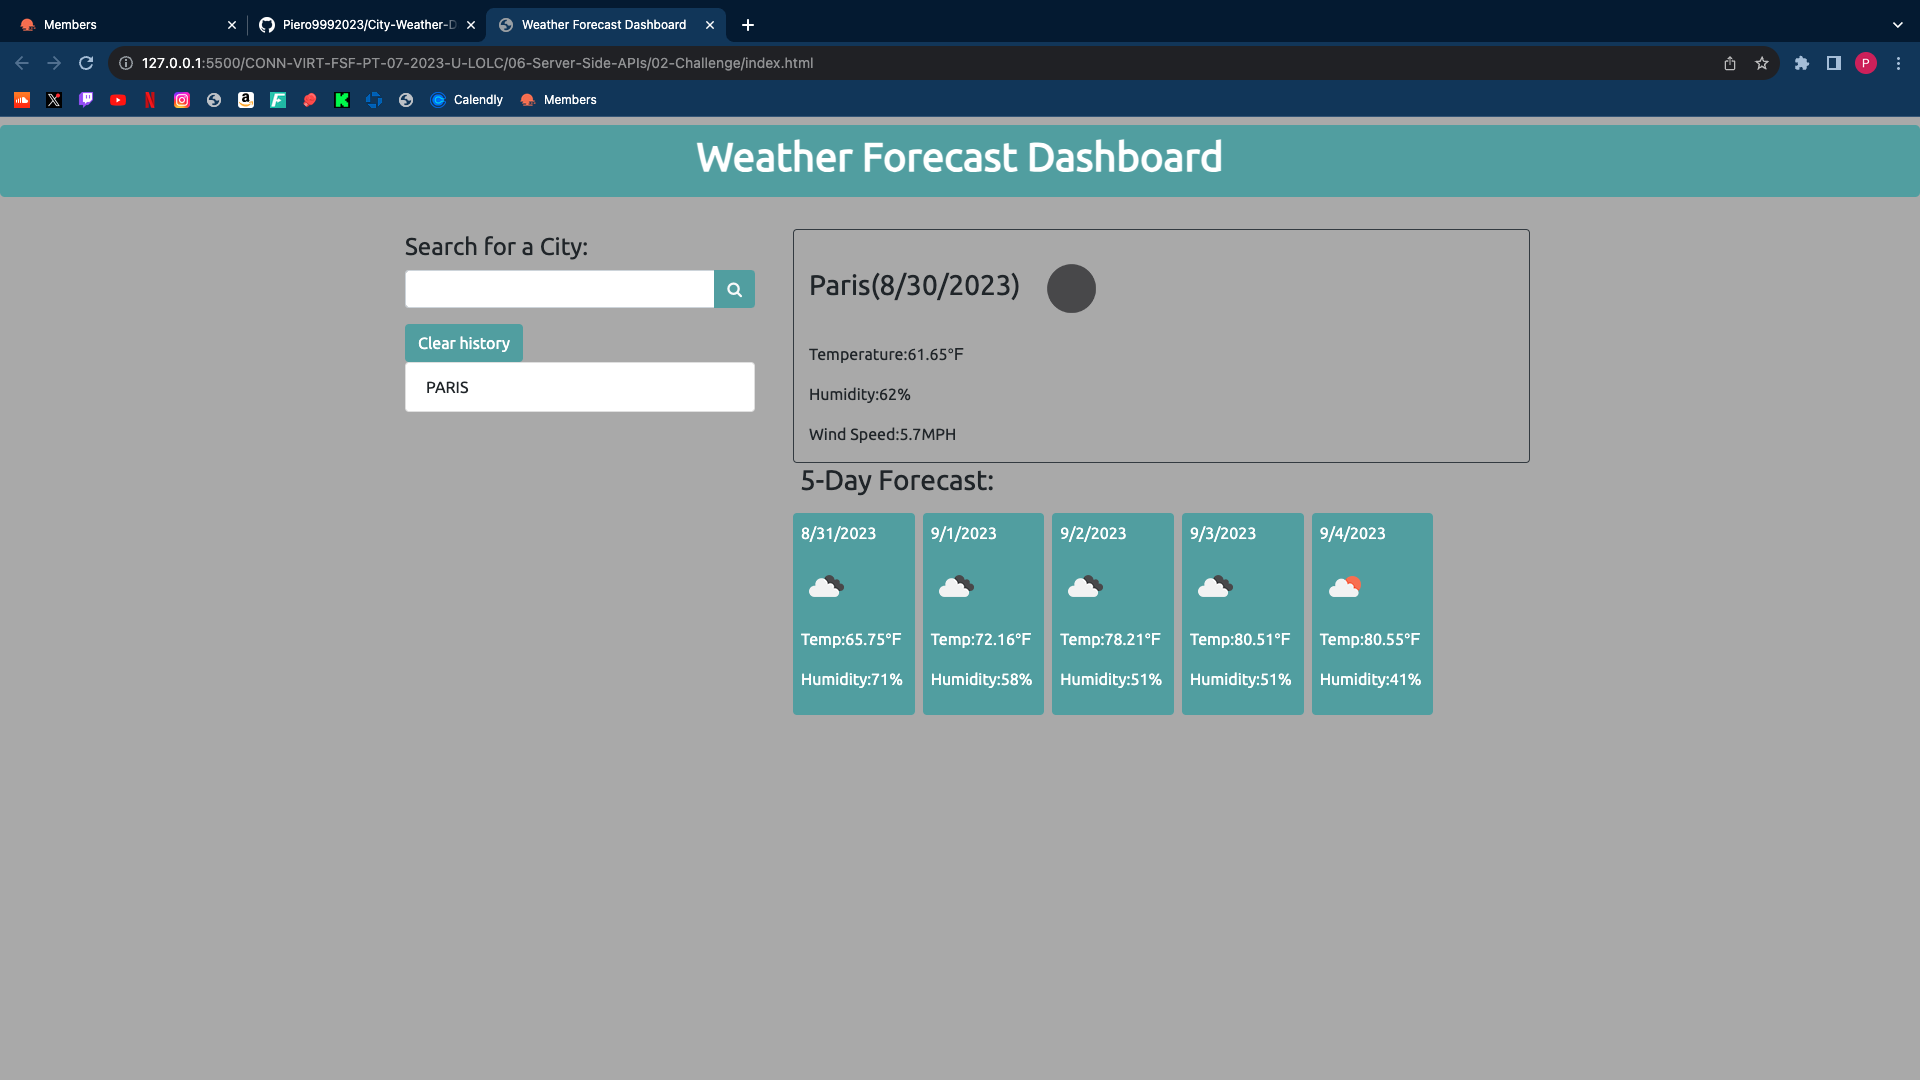 Members
Piero9992023/City-Weather-D
Weather Forecast Dashboard
127.0.0.1:5500/CONN-VIRT-FSF-PT-07-2023-U-LOLC/06-Server-Side-APIs/02-Challenge/index.html
P
Calendly
Members
Weather Forecast Dashboard
Search for a City:
Clear history
PARIS
Paris(8/30/2023)
Temperature:61.65°F
Humidity:62%
Wind Speed:5.7MPH
5-Day Forecast:
8/31/2023
Temp:65.75°F
Humidity:71%
9/1/2023
Temp:72.16°F
Humidity:58%
9/2/2023
Temp:78.21°F
Humidity:51%
9/3/2023
Temp:80.51°F
Humidity:51%
9/4/2023
Temp:80.55°F
Humidity:41%